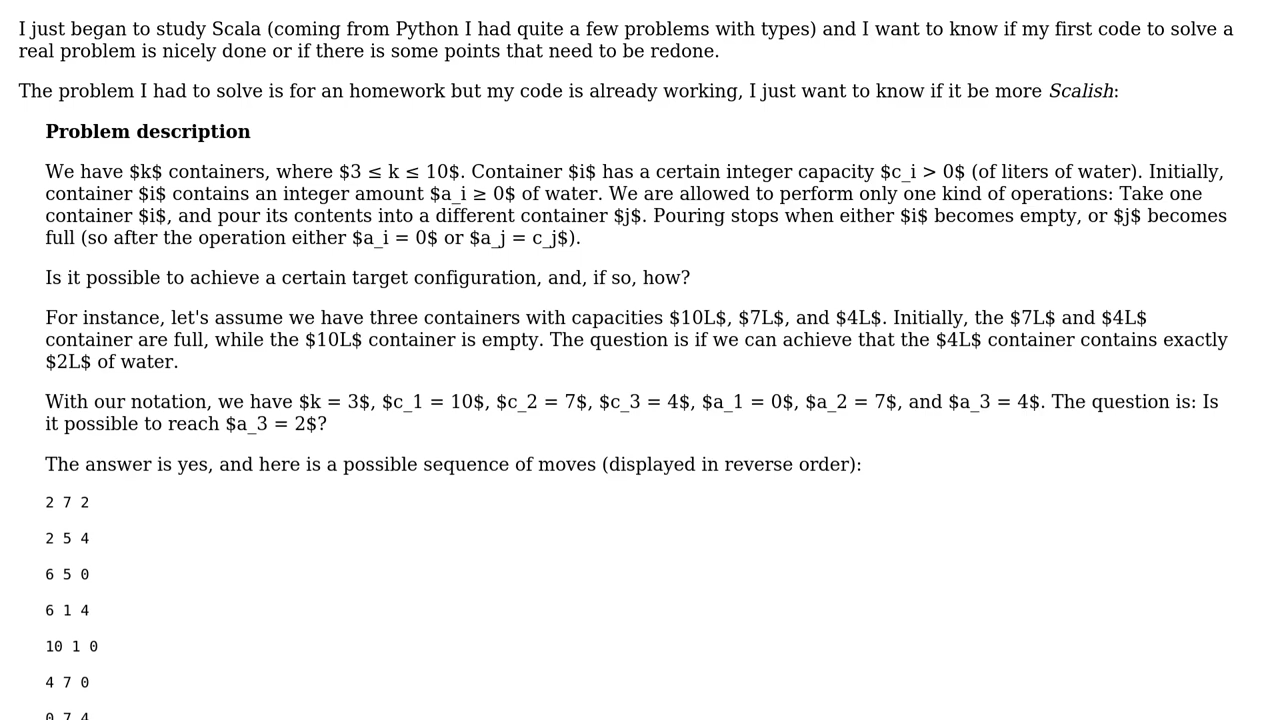 I just began to study Scala (coming from Python I had quite a few problems with types) and I want to know if my first code to solve a
real problem is nicely done or if there is some points that need to be redone.
The problem I had to solve is for an homework but my code is already working, I just want to know if it be more Scalish:
Problem description
We have $k$ containers, where $3 ≤ k ≤ 10$. Container $i$ has a certain integer capacity $c_i > 0$ (of liters of water). Initially,
container $i$ contains an integer amount $a_i ≥ 0$ of water. We are allowed to perform only one kind of operations: Take one
container $i$, and pour its contents into a different container $j$. Pouring stops when either $i$ becomes empty, or $j$ becomes
full (so after the operation either $a_i = 0$ or $a_j = c_j$).
Is it possible to achieve a certain target configuration, and, if so, how?
For instance, let's assume we have three containers with capacities $10L$, $7L$, and $4L$. Initially, the $7L$ and $4L$
container are full, while the $10L$ container is empty. The question is if we can achieve that the $4L$ container contains exactly
$2L$ of water.
With our notation, we have $k = 3$, $c_1 = 10$, $c_2 = 7$, $c_3 = 4$, $a_1 = 0$, $a_2 = 7$, and $a_3 = 4$. The question is: Is
it possible to reach $a_3 = 2$?
The answer is yes, and here is a possible sequence of moves (displayed in reverse order):
2 7 2
2 5 4
6 5 0
6 1 4
10 1 0
4 7 0
0 7 4